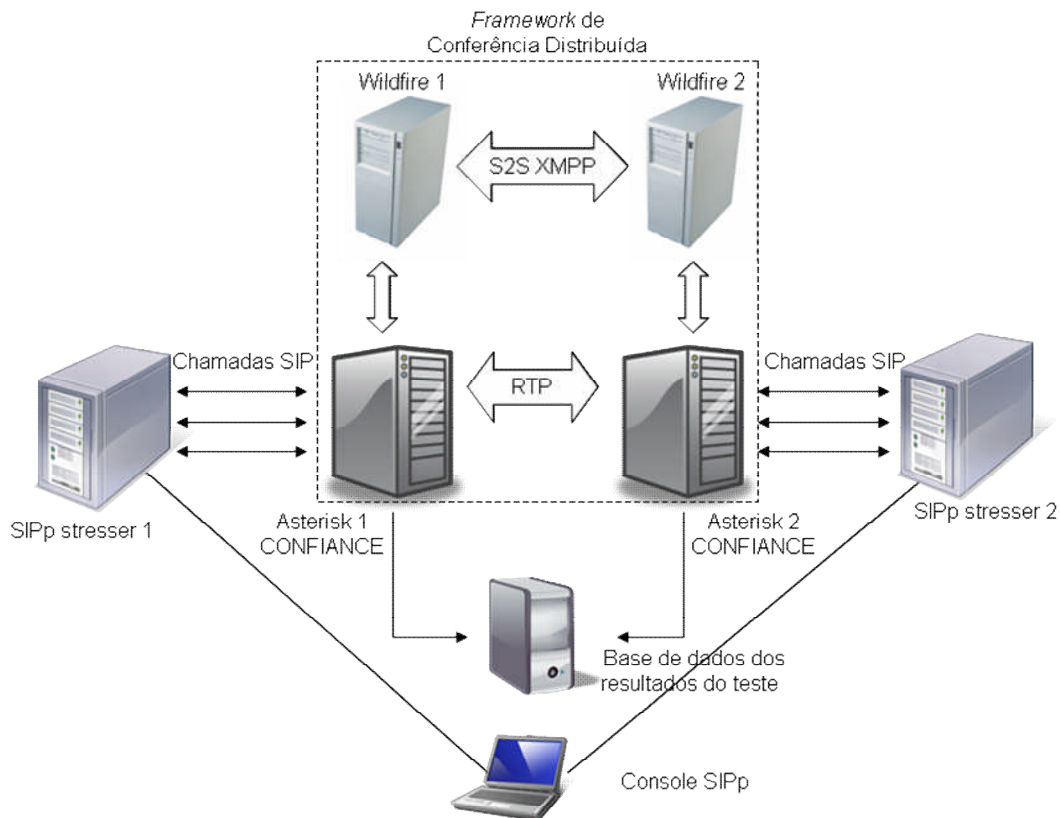 Framework de
Conferência Distribuída
Wildfire 1
Wildfire 2
S2S XMPP
Chamadas SIP
Chamadas SIP
RTP
SIPp stresser 1
SIPp stresser 2
Asterisk 1
CONFIANCE
Asterisk 2
CONFIANCE
Base de dados dos
resultados do teste
Console SIPp